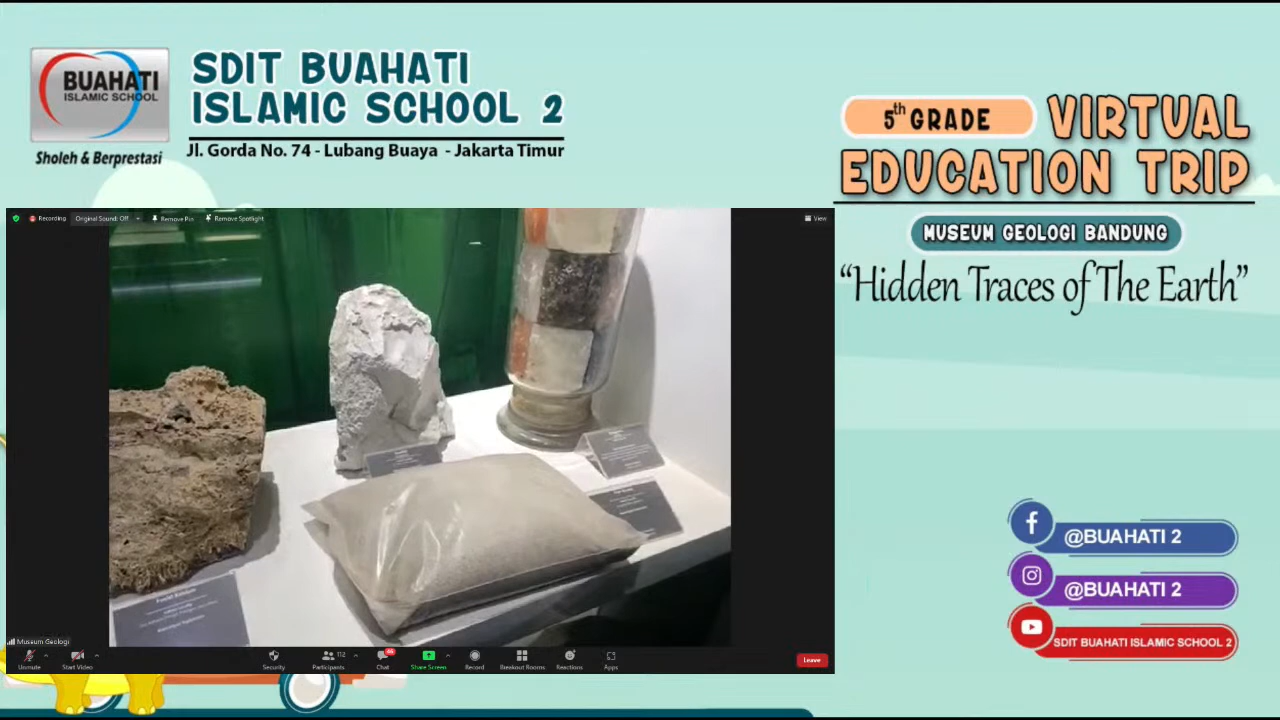 BUAHATI
ISLAMIC SCHOOL
Sholeh & Berprestasi
SDIT BUAHATI
ISLAMIC SCHOOL 2
Jl. Gorda No. 74 - Lubang Buaya - Jakarta Timur
5th GRADE VIRTUAL
EDUCATION TRIP
MUSEUM GEOLOGI BANDUNG
“Hidden Traces of The Earth”
Recording
Original Sound: Off
Remove Pin
Remove Spotlight
View
Museum Geologi
Unmute
Start Video
Security
Participants
112
Chat
Share Screen
Record
Breakout Rooms
Reactions
Apps
Leave
@BUAHATI 2
@BUAHATI 2
SDIT BUAHATI ISLAMIC SCHOOL 2